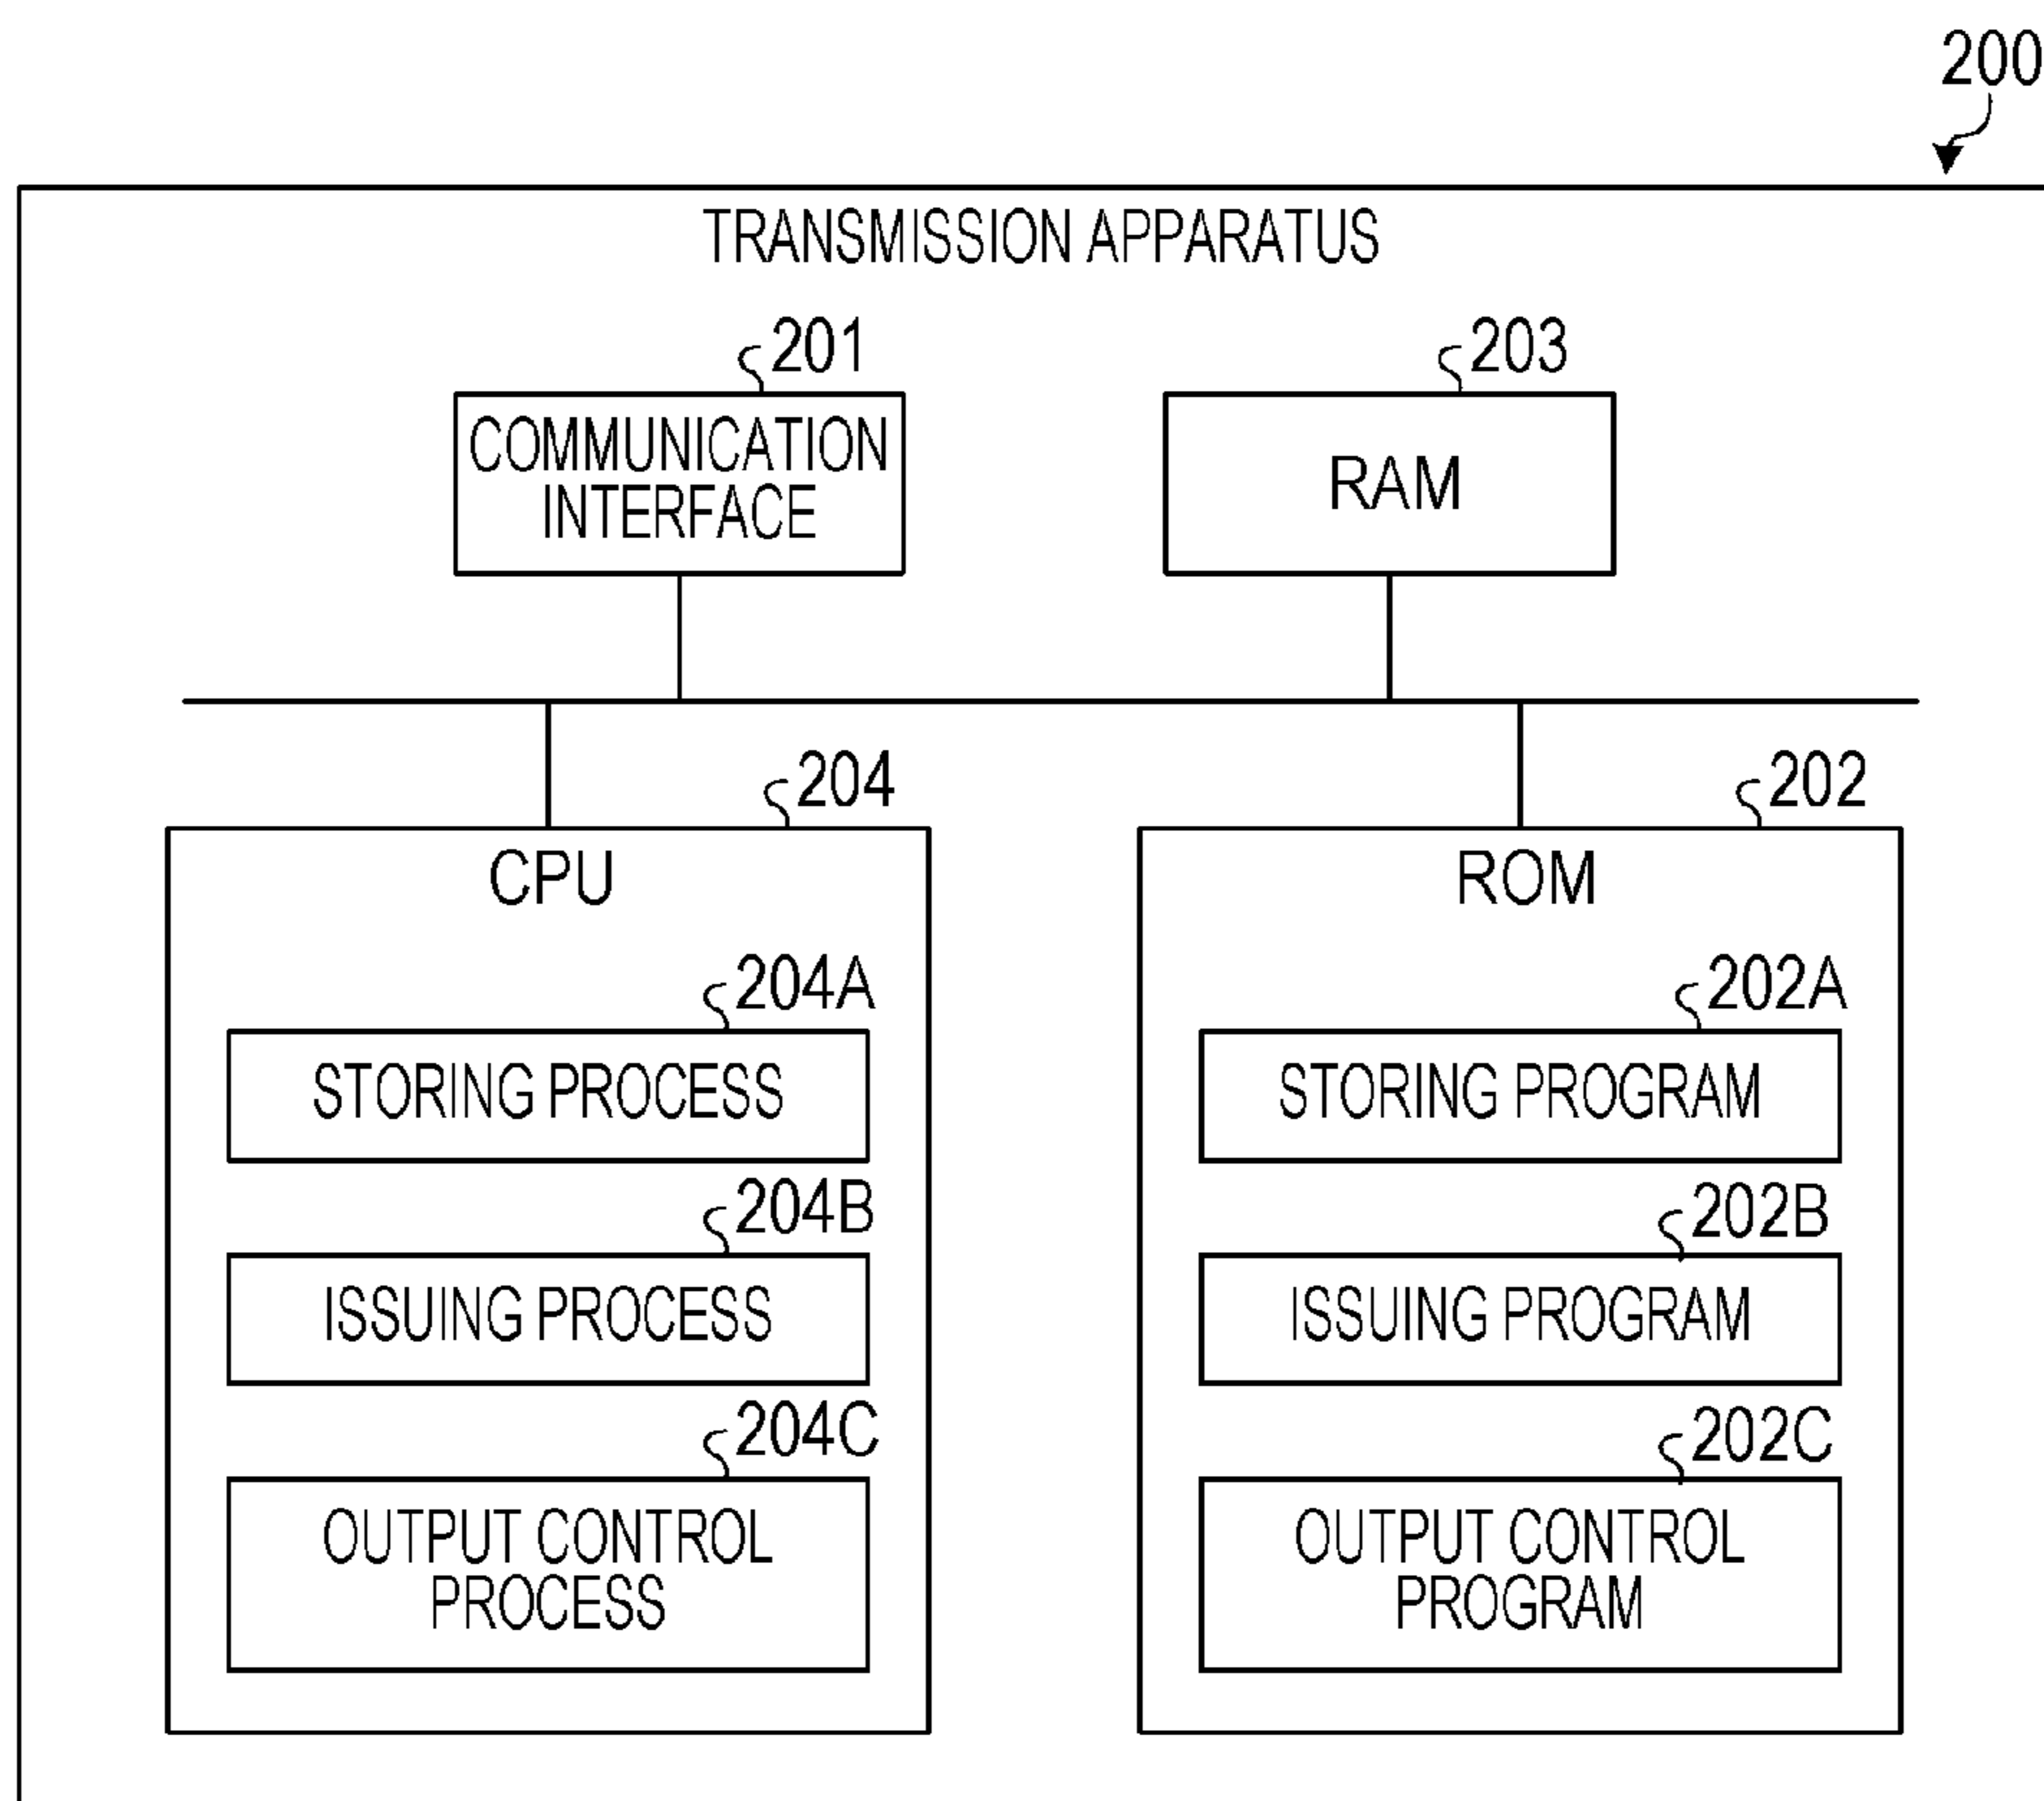 200
TRANSMISSION APPARATUS
201
COMMUNICATION
INTERFACE
203
RAM
204
CPU
204A
STORING PROCESS
204B
ISSUING PROCESS
204C
OUTPUT CONTROL
PROCESS
202
ROM
202A
STORING PROGRAM
202B
ISSUING PROGRAM
202C
OUTPUT CONTROL
PROGRAM